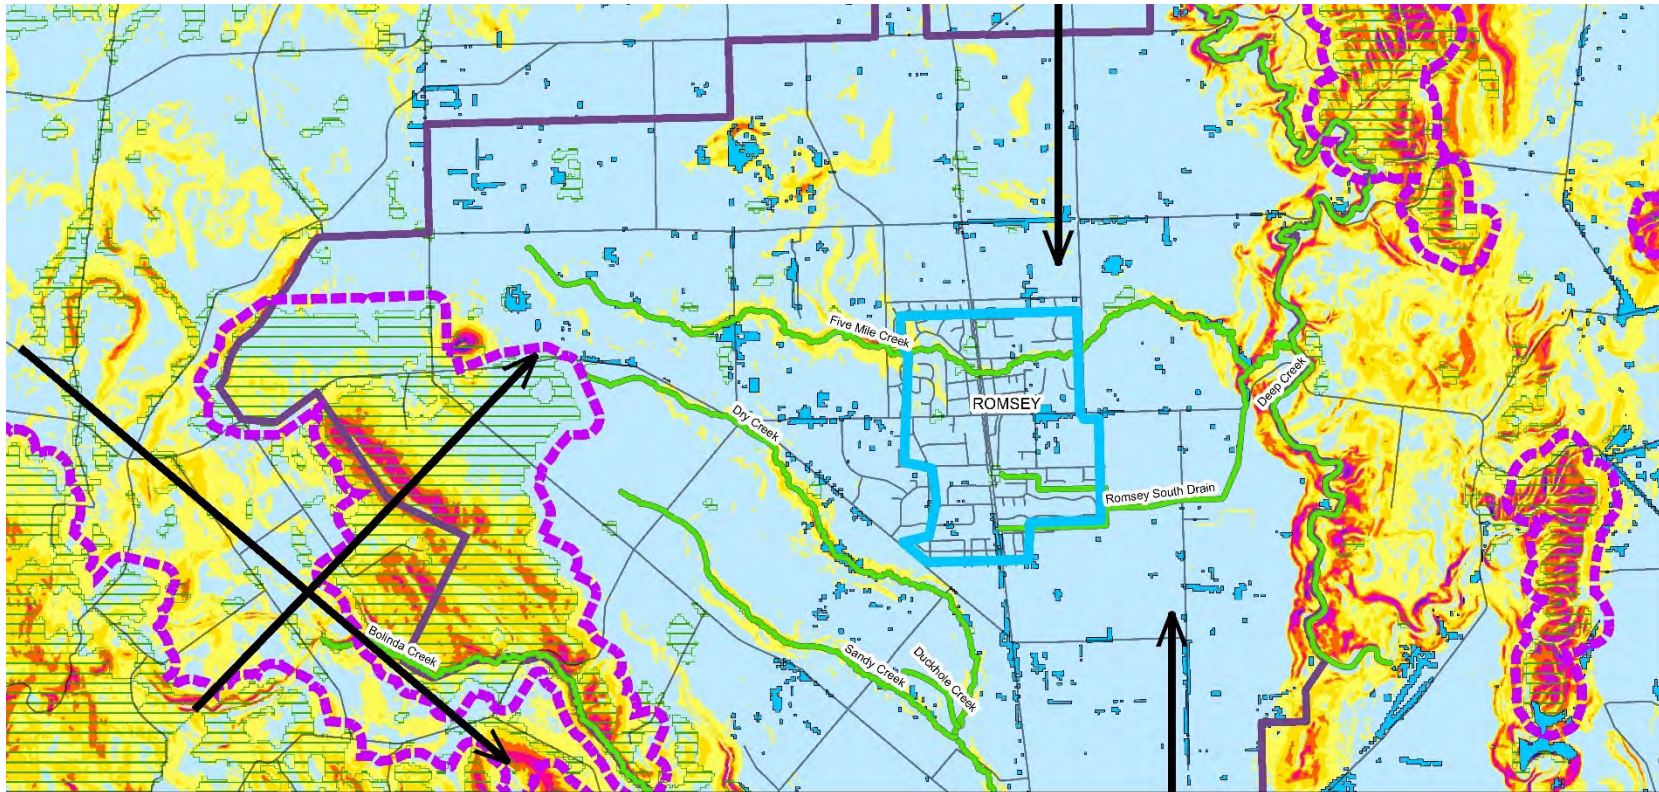 Five Mile Creek
ROMSEY
Deep Creek
Dry Creek
Romsey South Drain
Bolinda Creek
Sandy Creek
Duckhole Creek